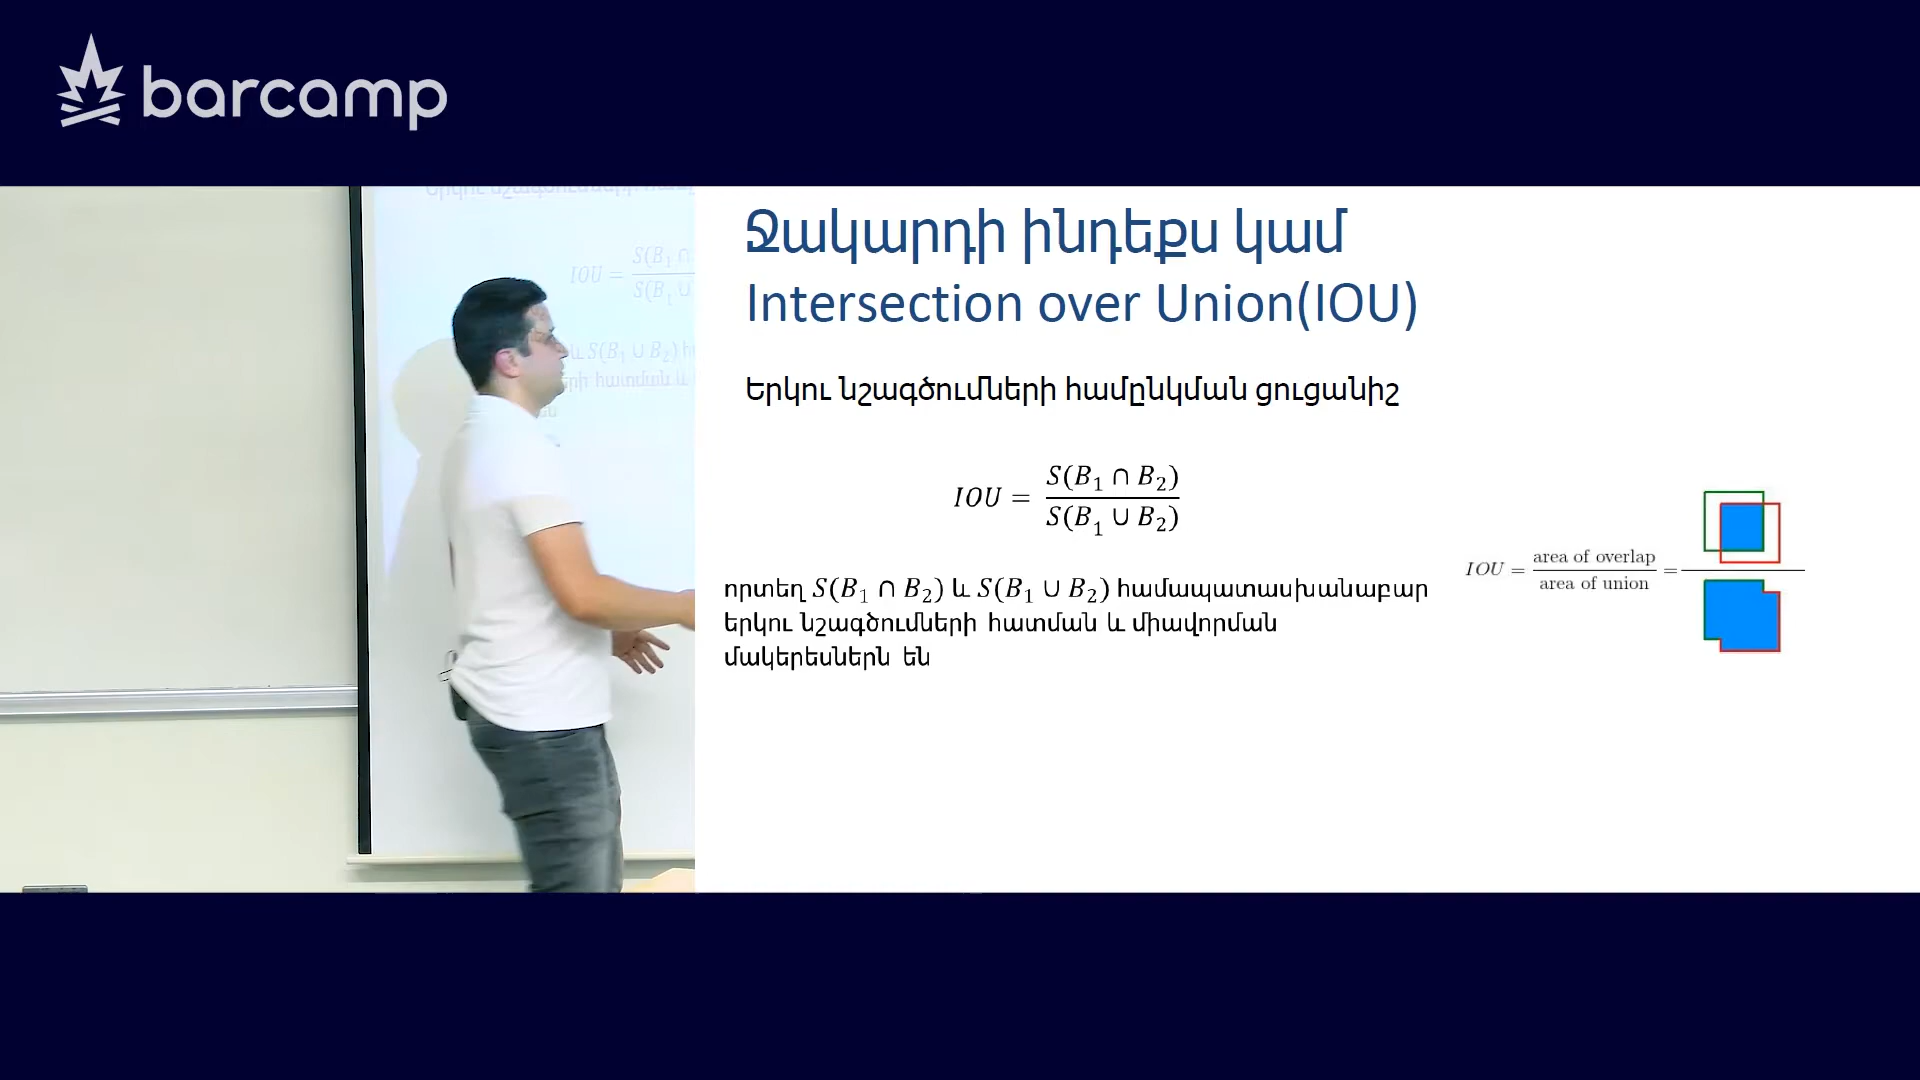 barcamp
Ջակարդի ինդեքս կամ
Intersection over Union(IOU)
Երկու նշագծումների համընկման ցուցանիշ
IOU = S(B₁ ∩ B₂) / S(B₁ ∪ B₂)
որտեղ S(B₁ ∩ B₂) և S(B₁ ∪ B₂) համապատասխանաբար
երկու նշագծումների հատման և միավորման
մակերեսներն են
IOU = area of overlap / area of union =